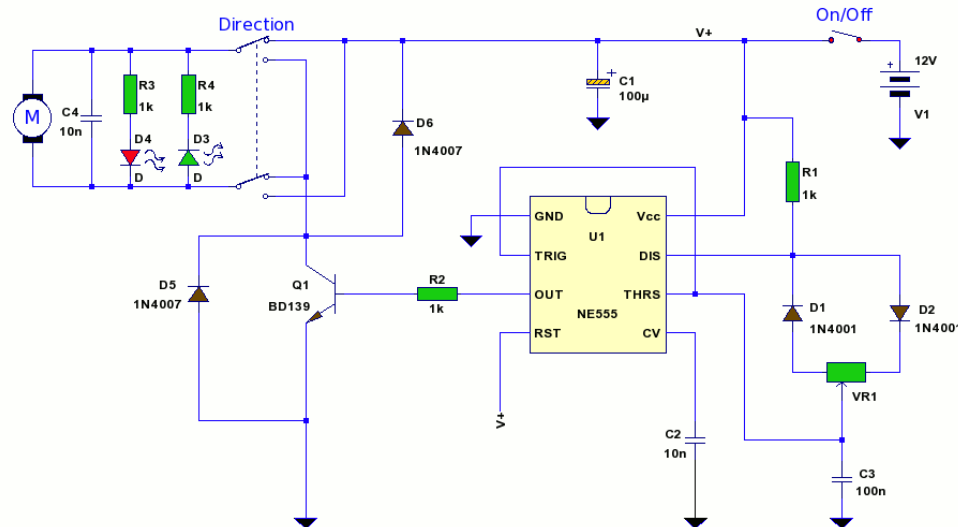 Direction
On/Off
V+
12V
V1
C1
100µ
R3
1k
R4
1k
M
C4
10n
D4
D
D3
D
D6
1N4007
R1
1k
GND
Vcc
U1
TRIG
DIS
OUT
THRS
NE555
RST
CV
D5
1N4007
Q1
BD139
R2
1k
D1
1N4001
D2
1N400
VR1
V+
C2
10n
C3
100n